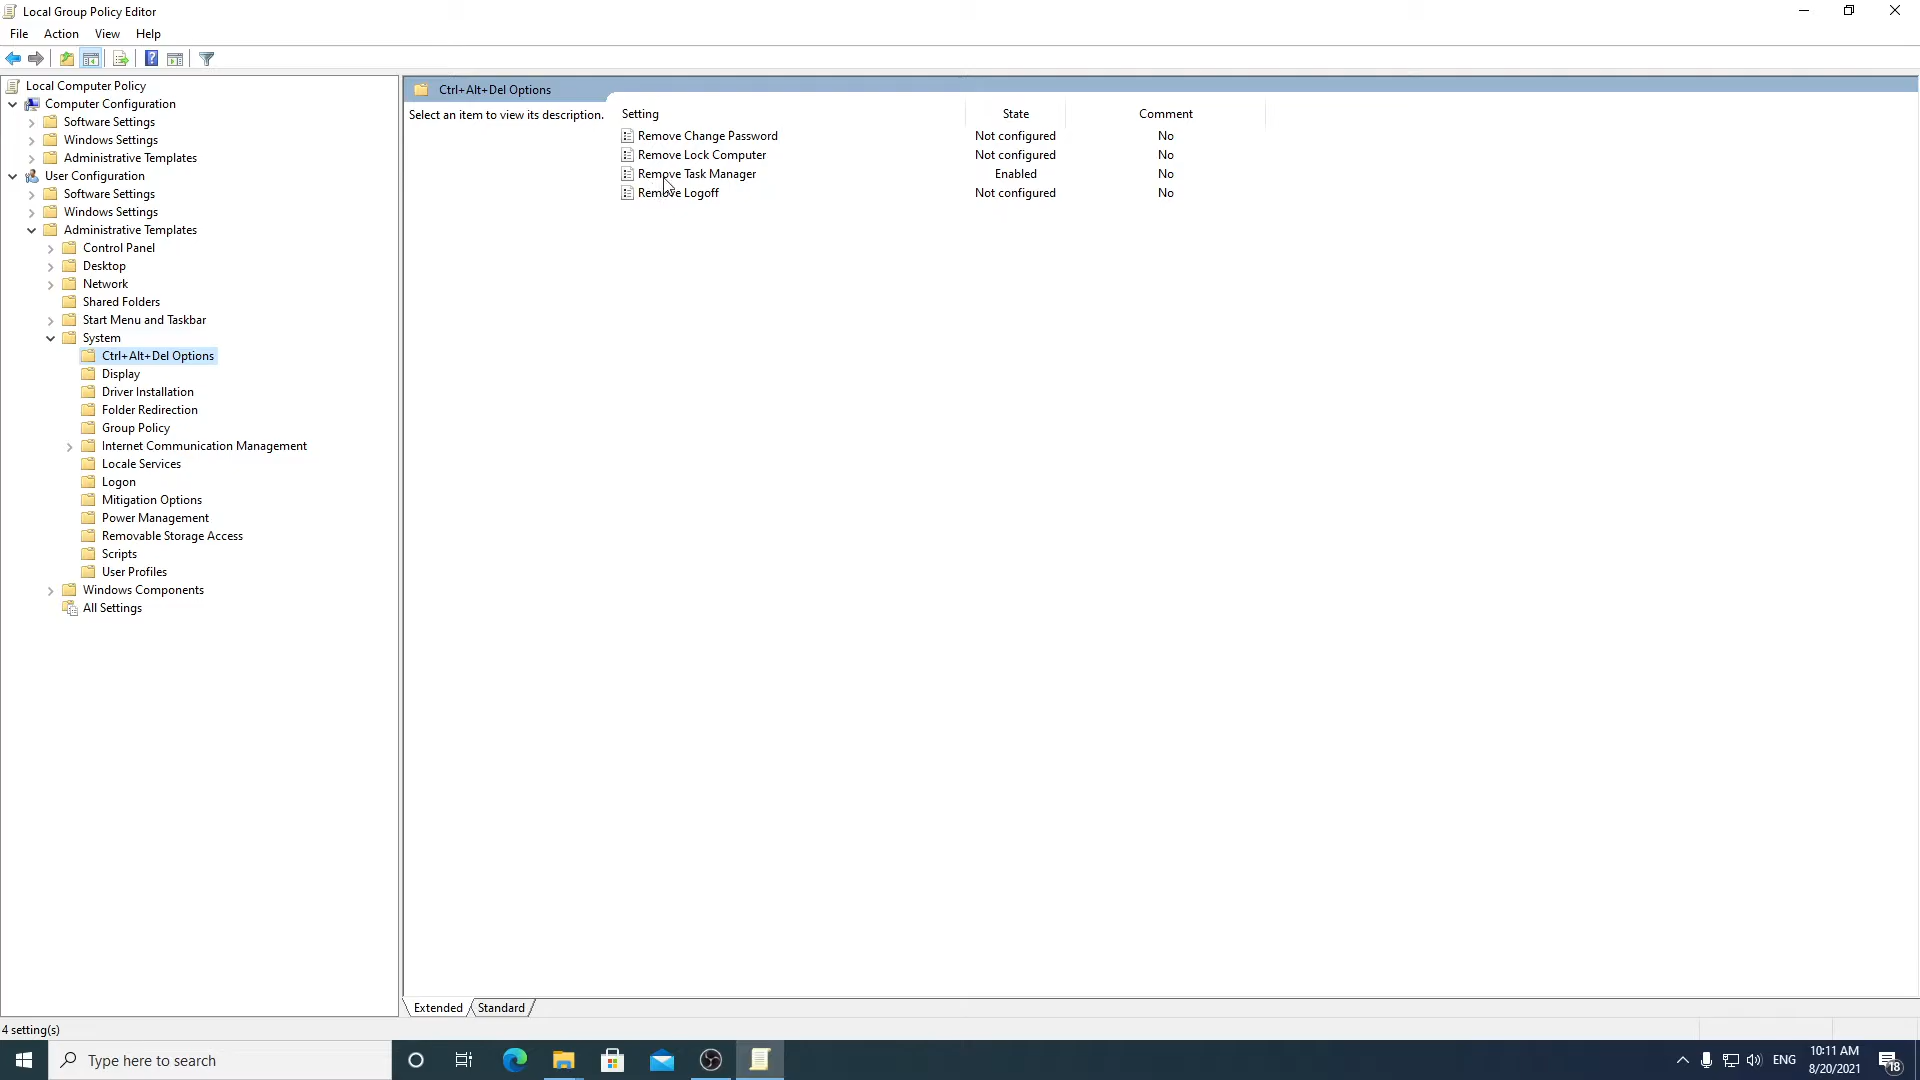 Local Group Policy Editor
File Action View Help
Local Computer Policy
Computer Configuration
Software Settings
Windows Settings
Administrative Templates
User Configuration
Software Settings
Windows Settings
Administrative Templates
Control Panel
Desktop
Network
Shared Folders
Start Menu and Taskbar
System
Ctrl+Alt+Del Options
Display
Driver Installation
Folder Redirection
Group Policy
Internet Communication Management
Locale Services
Logon
Mitigation Options
Power Management
Removable Storage Access
Scripts
User Profiles
Windows Components
All Settings
Ctrl+Alt+Del Options
Select an item to view its description.
Setting State Comment
Remove Change Password Not configured No
Remove Lock Computer Not configured No
Remove Task Manager Enabled No
Remove Logoff Not configured No
Extended Standard
4 setting(s)
Type here to search
ENG
10:11 AM
8/20/2021
18